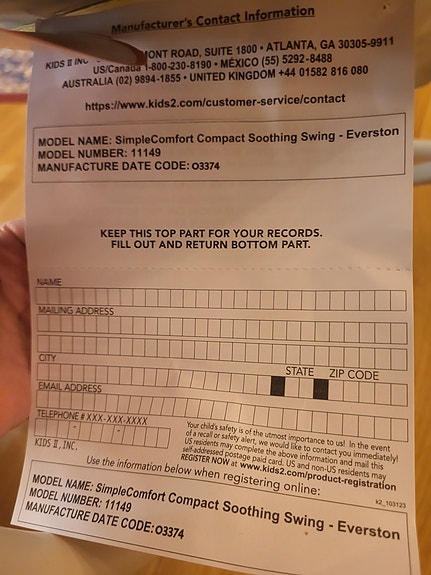 Manufacturer's Contact Information
KIDS II INC MONT ROAD, SUITE 1800 • ATLANTA, GA 30305-9911
US/Canada 1-800-230-8190 • MÉXICO (55) 5292-8488
AUSTRALIA (02) 9894-1855 • UNITED KINGDOM +44 01582 816 080
https://www.kids2.com/customer-service/contact
MODEL NAME: SimpleComfort Compact Soothing Swing - Everston
MODEL NUMBER: 11149
MANUFACTURE DATE CODE: O3374
KEEP THIS TOP PART FOR YOUR RECORDS.
FILL OUT AND RETURN BOTTOM PART.
NAME
MAILING ADDRESS
CITY STATE ZIP CODE
EMAIL ADDRESS
TELEPHONE # XXX-XXX-XXXX
- -
KIDS II, INC.
Your child's safety is of the utmost importance to us! In the event
of a recall or safety alert, we would like to contact you immediately!
US residents may complete the above information and mail this
self-addressed postage paid card. US and non-US residents may
REGISTER NOW at www.kids2.com/product-registration
Use the information below when registering online:
k2_103123
MODEL NAME: SimpleComfort Compact Soothing Swing - Everston
MODEL NUMBER: 11149
MANUFACTURE DATE CODE: O3374